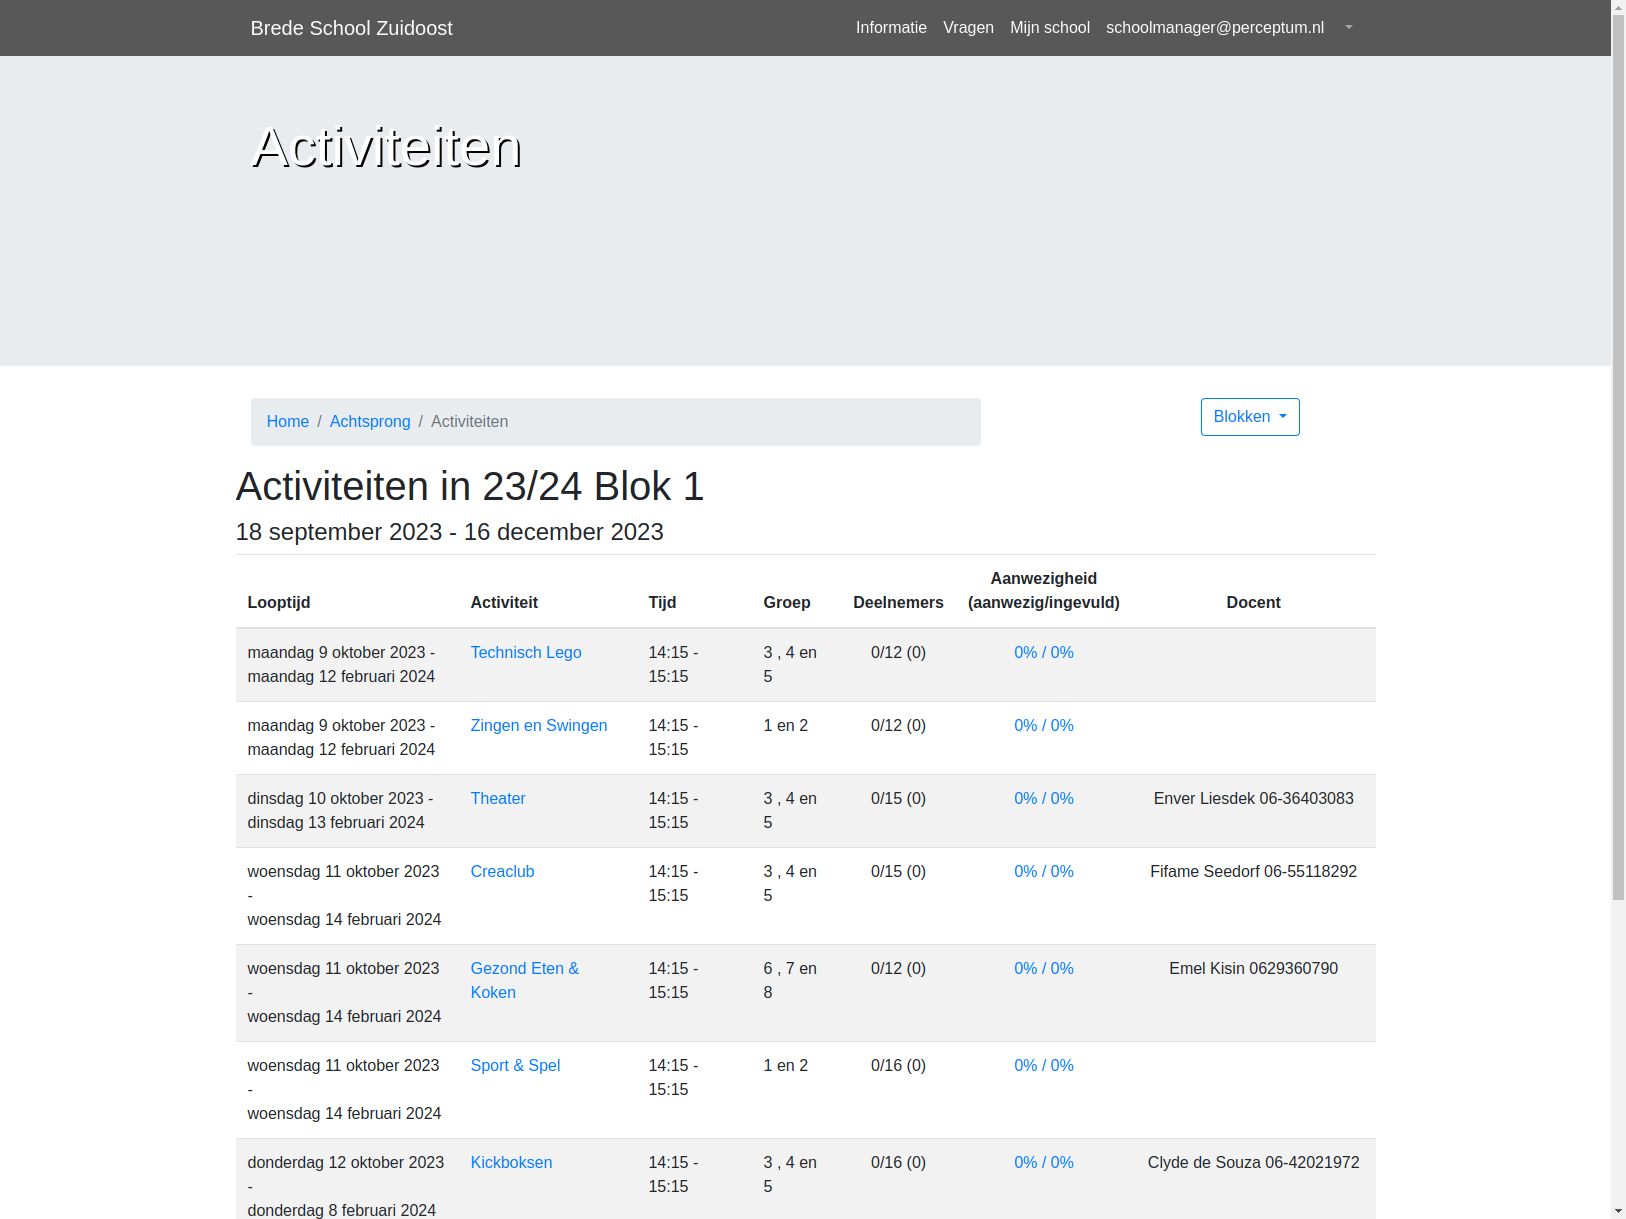 Brede School Zuidoost Informatie Vragen Mijn school schoolmanager@perceptum.nl
Activiteiten
Home / Achtsprong / Activiteiten Blokken
Activiteiten in 23/24 Blok 1
18 september 2023 - 16 december 2023
Looptijd Activiteit Tijd Groep Deelnemers Aanwezigheid (aanwezig/ingevuld) Docent
maandag 9 oktober 2023 - Technisch Lego 14:15 - 3 , 4 en 0/12 (0) 0% / 0%
maandag 12 februari 2024 15:15 5
maandag 9 oktober 2023 - Zingen en Swingen 14:15 - 1 en 2 0/12 (0) 0% / 0%
maandag 12 februari 2024 15:15
dinsdag 10 oktober 2023 - Theater 14:15 - 3 , 4 en 0/15 (0) 0% / 0% Enver Liesdek 06-36403083
dinsdag 13 februari 2024 15:15 5
woensdag 11 oktober 2023 Creaclub 14:15 - 3 , 4 en 0/15 (0) 0% / 0% Fifame Seedorf 06-55118292
- 15:15 5
woensdag 14 februari 2024
woensdag 11 oktober 2023 Gezond Eten & 14:15 - 6 , 7 en 0/12 (0) 0% / 0% Emel Kisin 0629360790
- Koken 15:15 8
woensdag 14 februari 2024
woensdag 11 oktober 2023 Sport & Spel 14:15 - 1 en 2 0/16 (0) 0% / 0%
- 15:15
woensdag 14 februari 2024
donderdag 12 oktober 2023 Kickboksen 14:15 - 3 , 4 en 0/16 (0) 0% / 0% Clyde de Souza 06-42021972
- 15:15 5
donderdag 8 februari 2024